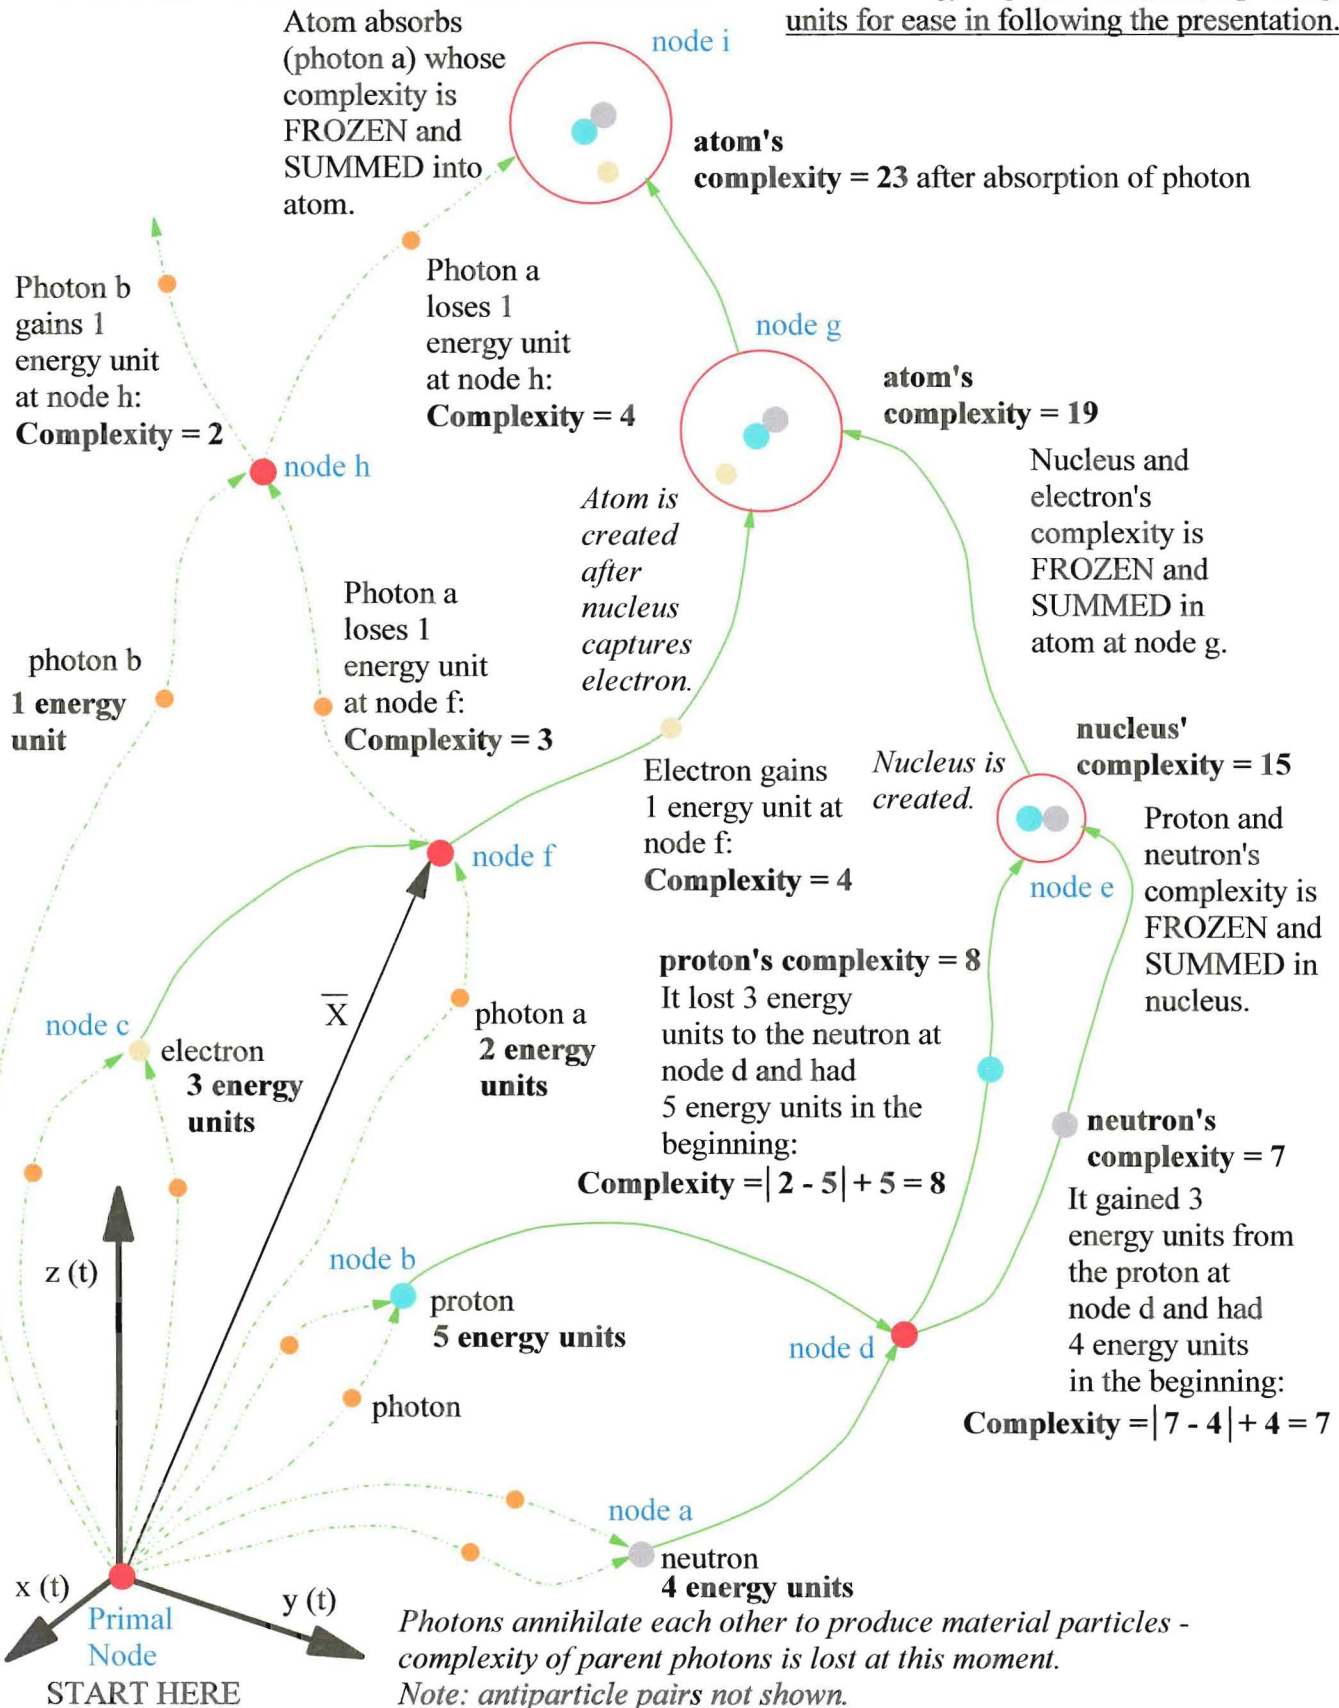 units for ease in following the presentation.
Atom absorbs
(photon a) whose
complexity is
FROZEN and
SUMMED into
atom.
node i
atom's
complexity = 23 after absorption of photon
Photon b
gains 1
energy unit
at node h:
Complexity = 2
Photon a
loses 1
energy unit
at node h:
Complexity = 4
node g
atom's
complexity = 19
node h
Atom is
created
after
nucleus
captures
electron.
Nucleus and
electron's
complexity is
FROZEN and
SUMMED in
atom at node g.
photon b
1 energy
unit
Photon a
loses 1
energy unit
at node f:
Complexity = 3
Electron gains
1 energy unit at
node f:
Complexity = 4
Nucleus is
created.
nucleus'
complexity = 15
node f
node e
Proton and
neutron's
complexity is
FROZEN and
SUMMED in
nucleus.
X
node c
electron
3 energy
units
photon a
2 energy
units
proton's complexity = 8
It lost 3 energy
units to the neutron at
node d and had
5 energy units in the
beginning:
Complexity =|2 - 5|+ 5 = 8
neutron's
complexity = 7
It gained 3
energy units from
the proton at
node d and had
4 energy units
in the beginning:
Complexity =|7 - 4|+ 4 = 7
z (t)
node b
proton
5 energy units
node d
photon
node a
neutron
4 energy units
x (t)
y (t)
Primal
Node
START HERE
Photons annihilate each other to produce material particles -
complexity of parent photons is lost at this moment.
Note: antiparticle pairs not shown.